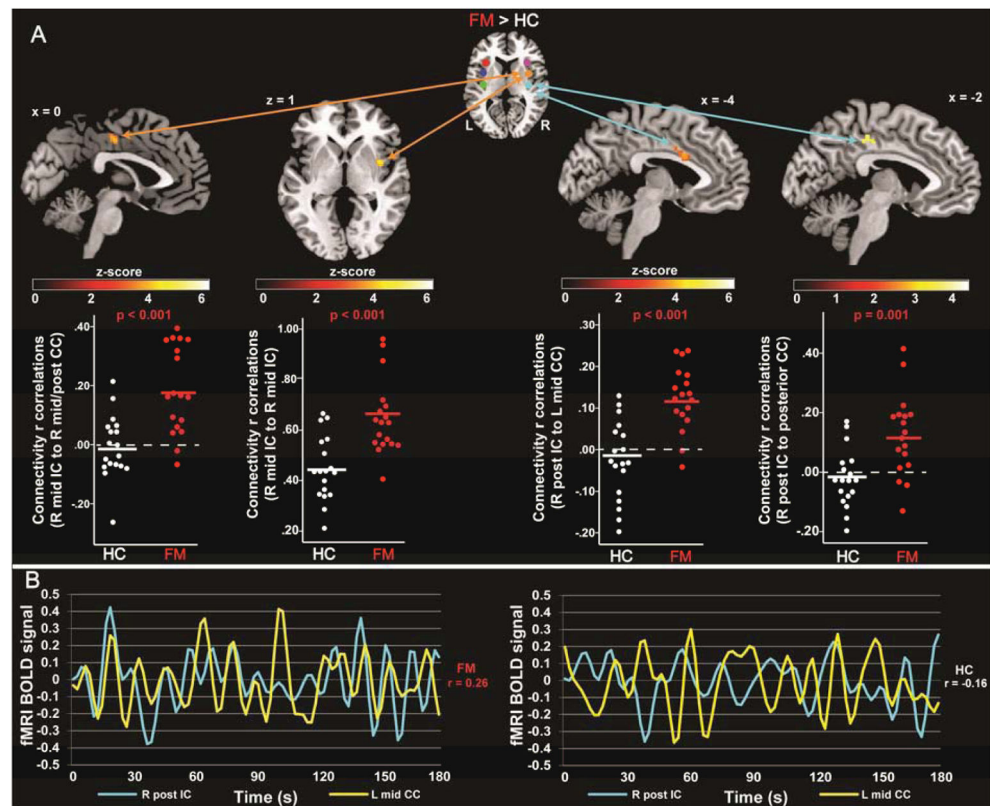 A
FM > HC
x = 0
z = 1
x = -4
x = -2
L
R
z-score
0 2 4 6
z-score
0 2 4 6
z-score
0 2 4 6
z-score
0 1 2 3 4
p < 0.001
Connectivity r correlations
(R mid IC to R mid/post CC)
.40
.20
.00
-.20
HC FM
p < 0.001
Connectivity r correlations
(R mid IC to R mid IC)
1.00
.80
.60
.40
.20
HC FM
p < 0.001
Connectivity r correlations
(R post IC to L mid CC)
.30
.20
.10
.00
-.10
-.20
HC FM
p = 0.001
Connectivity r correlations
(R post IC to posterior CC)
.40
.20
.00
-.20
HC FM
B
fMRI BOLD signal
0.5
0.4
0.3
0.2
0.1
0
-0.1
-0.2
-0.3
-0.4
-0.5
0 30 60 90 120 150 180
R post IC Time (s) L mid CC
FM
r = 0.26
fMRI BOLD signal
0.5
0.4
0.3
0.2
0.1
0
-0.1
-0.2
-0.3
-0.4
-0.5
0 30 60 90 120 150 180
R post IC Time (s) L mid CC
HC
r = -0.16